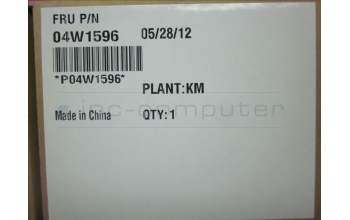 FRU P/N
04W1596 05/28/12
*P04W1596*
PLANT:KM
ipc-computer
Made in China QTY:1